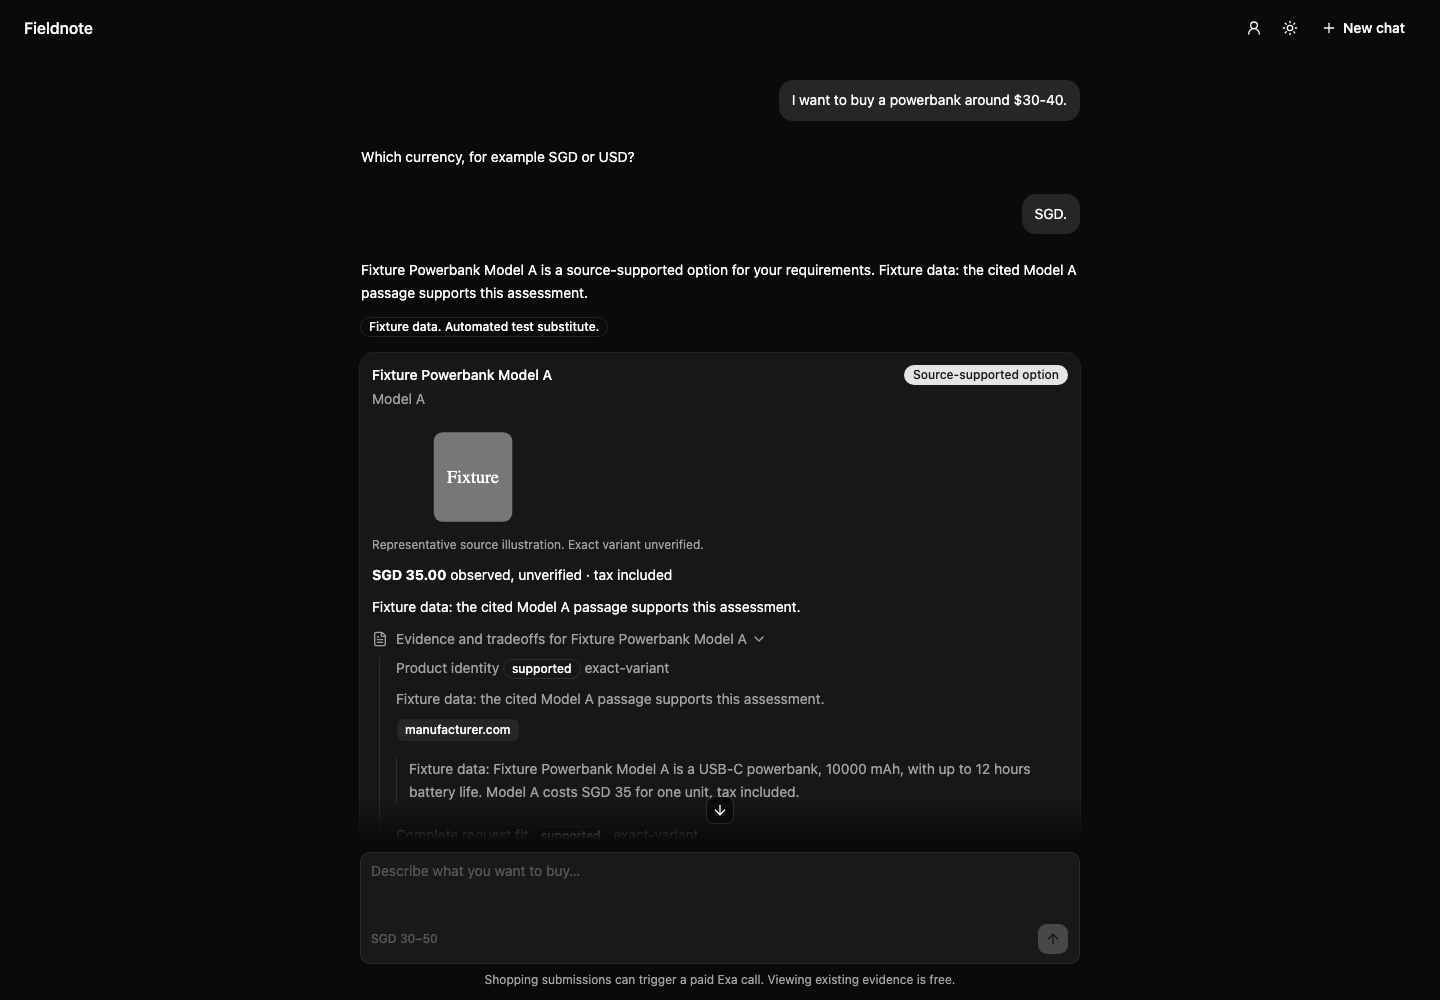 Fieldnote
New chat
I want to buy a powerbank around $30-40.
Which currency, for example SGD or USD?
SGD.
Fixture Powerbank Model A is a source-supported option for your requirements. Fixture data: the cited Model A
passage supports this assessment.
Fixture data. Automated test substitute.
Fixture Powerbank Model A
Source-supported option
Model A
Fixture
Representative source illustration. Exact variant unverified.
SGD 35.00 observed, unverified · tax included
Fixture data: the cited Model A passage supports this assessment.
Evidence and tradeoffs for Fixture Powerbank Model A
Product identity supported exact-variant
Fixture data: the cited Model A passage supports this assessment.
manufacturer.com
Fixture data: Fixture Powerbank Model A is a USB-C powerbank, 10000 mAh, with up to 12 hours
battery life. Model A costs SGD 35 for one unit, tax included.
Complete request fit supported exact-variant
Describe what you want to buy...
SGD 30–50
Shopping submissions can trigger a paid Exa call. Viewing existing evidence is free.